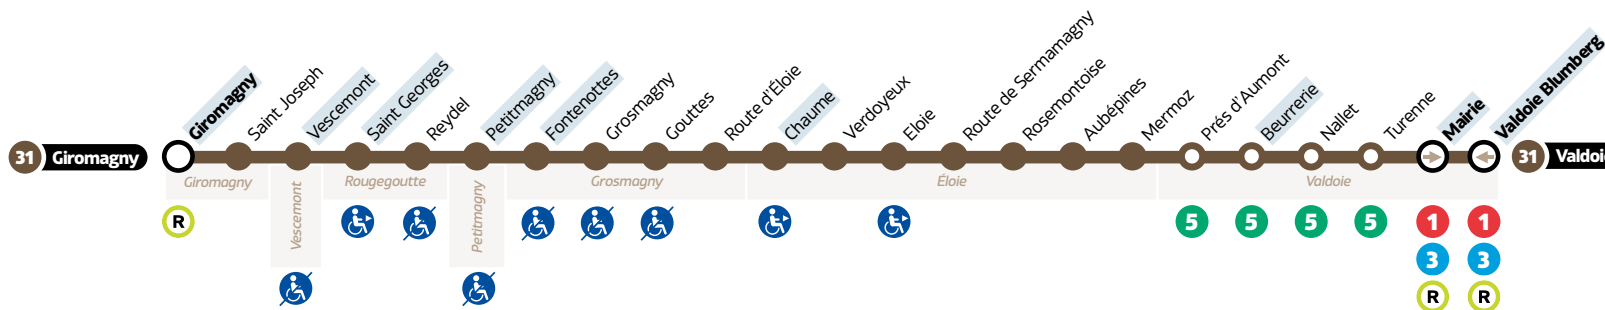 31 Giromagny
Giromagny
Saint Joseph
Vescemont
Saint Georges
Reydel
Petitmagny
Fontenottes
Grosmagny
Gouttes
Route d'Éloie
Chaume
Verdoyeux
Eloie
Route de Sermamagny
Rosemontoise
Aubépines
Mermoz
Prés d'Aumont
Beurrerie
Nallet
Turenne
Mairie
Valdoie Blumberg
31 Valdoie
Giromagny
Vescemont
Rougegoutte
Petitmagny
Grosmagny
Éloie
Valdoie
R
5 5 5 5 1 1
3 3
R R